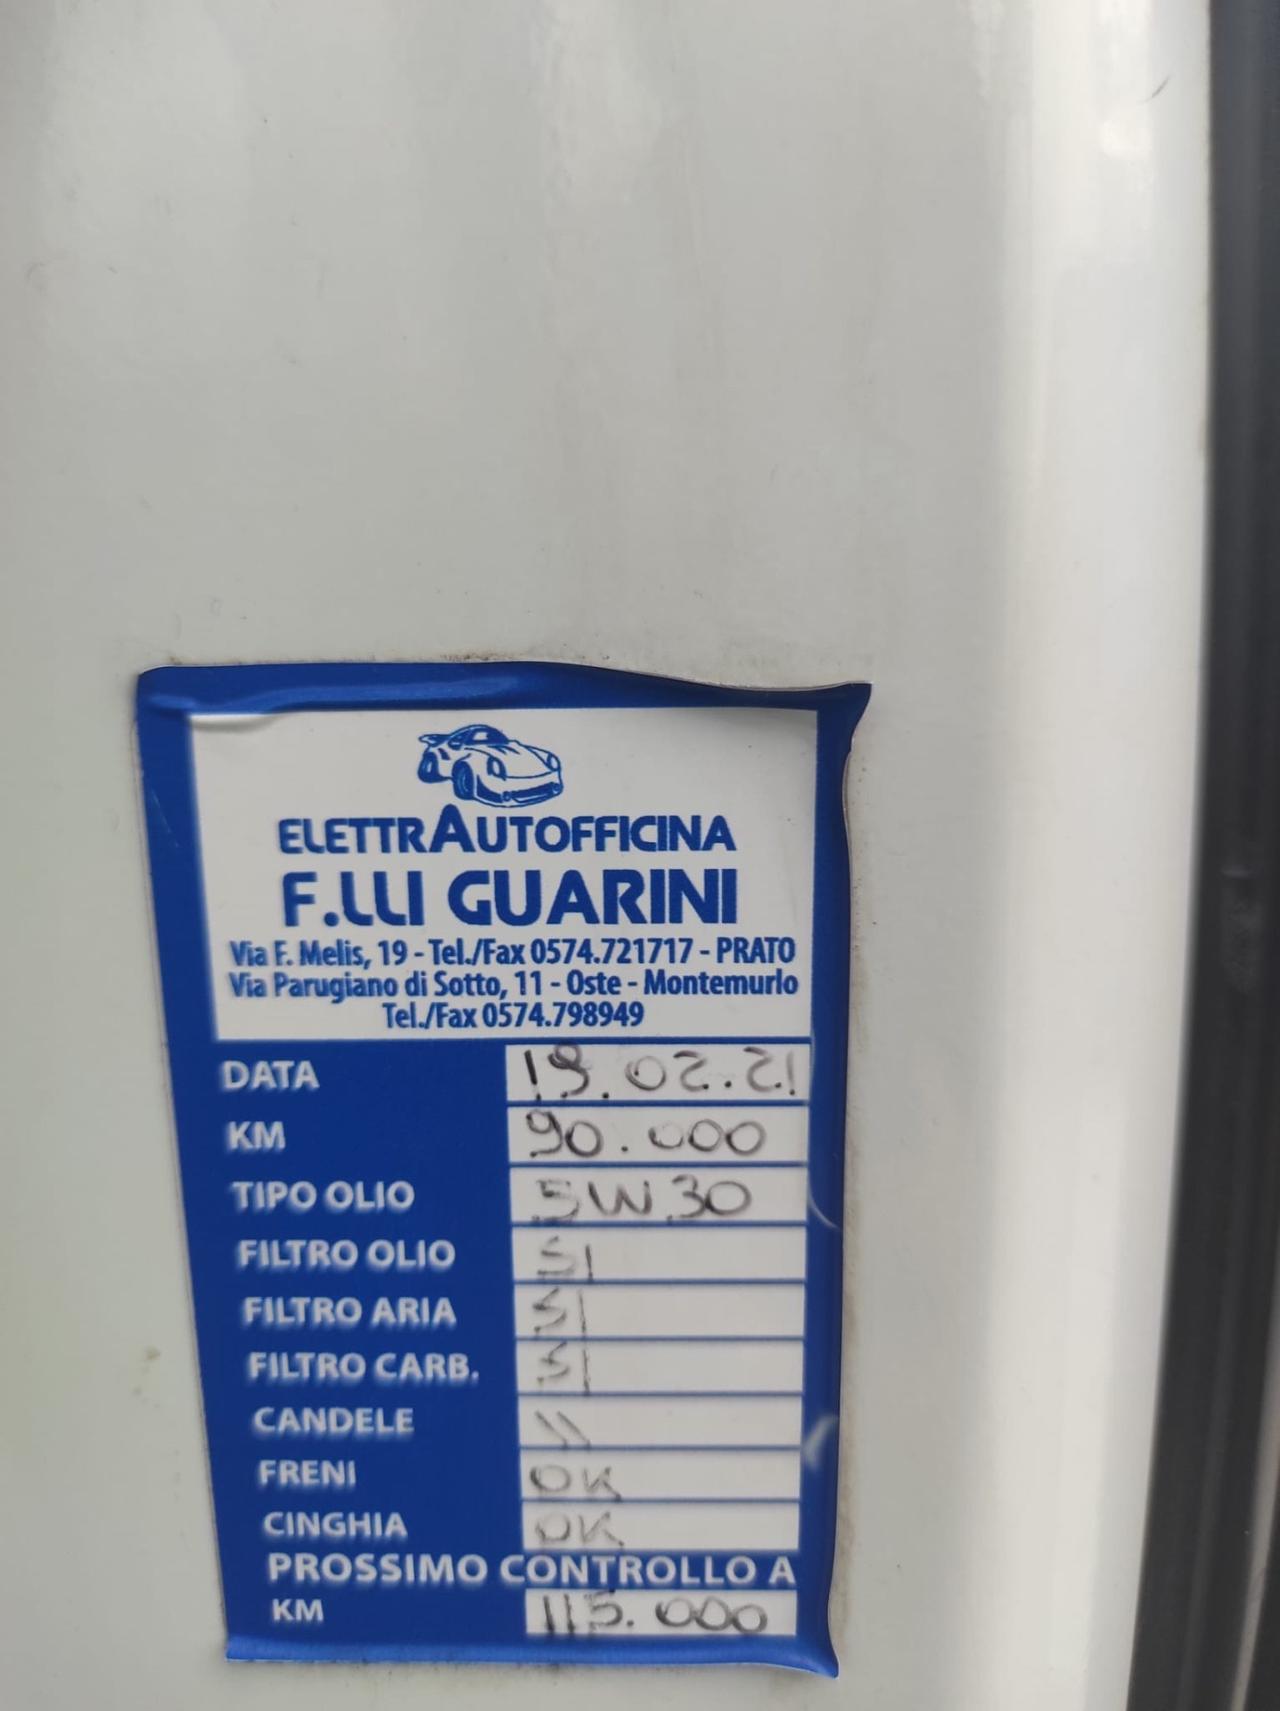 ELETTRAUTOFFICINA
F.LLI GUARINI
Via F. Melis, 19 - Tel./Fax 0574.721717 - PRATO
Via Parugiano di Sotto, 11 - Oste - Montemurlo
Tel./Fax 0574.798949
DATA 19.02.21
KM 90.000
TIPO OLIO 5W30
FILTRO OLIO SI
FILTRO ARIA SI
FILTRO CARB. SI
CANDELE \\
FRENI OK
CINGHIA OK
PROSSIMO CONTROLLO A
KM 115.000